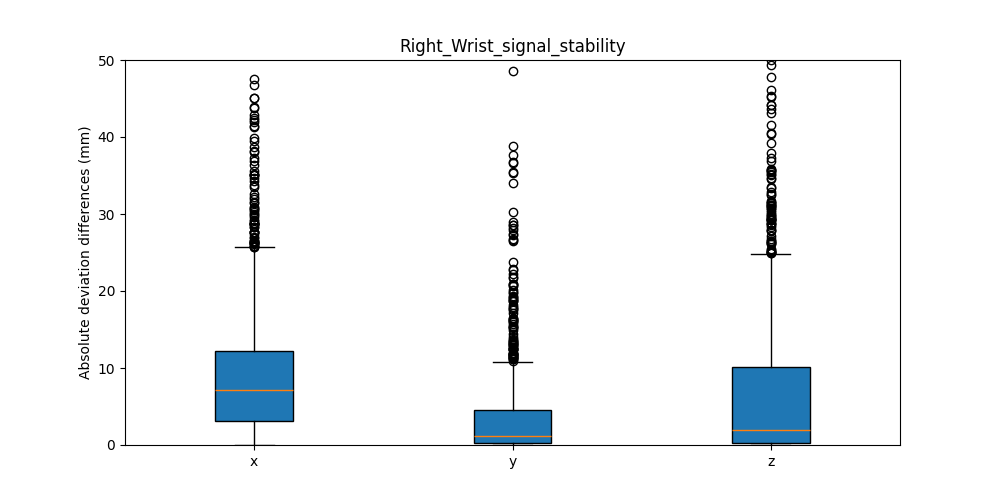 Right_Wrist_signal_stability
Absolute deviation differences (mm)
50
40
30
20
10
0
x y z